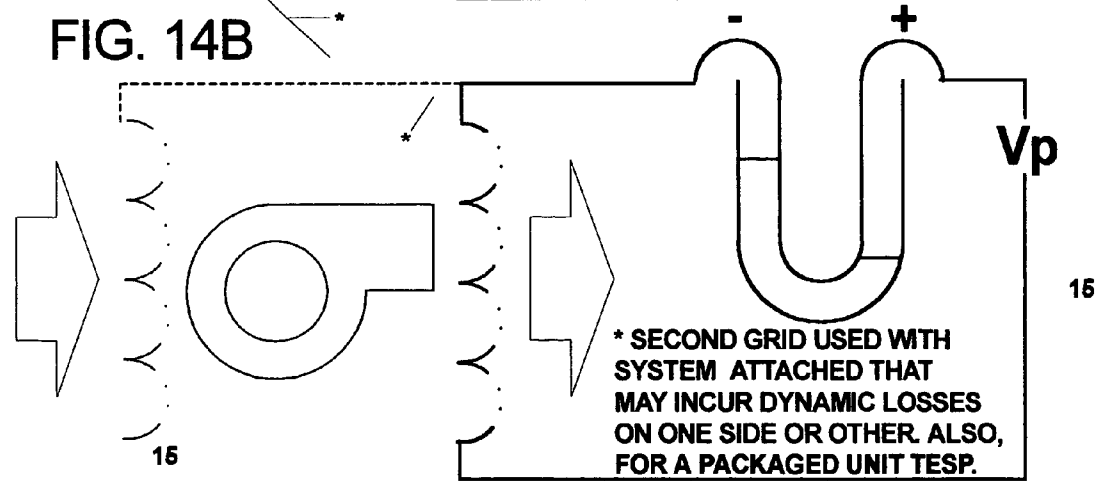 *
FIG. 14B
- +
*
Vp
15
* SECOND GRID USED WITH
SYSTEM ATTACHED THAT
MAY INCUR DYNAMIC LOSSES
ON ONE SIDE OR OTHER. ALSO,
FOR A PACKAGED UNIT TESP.
15